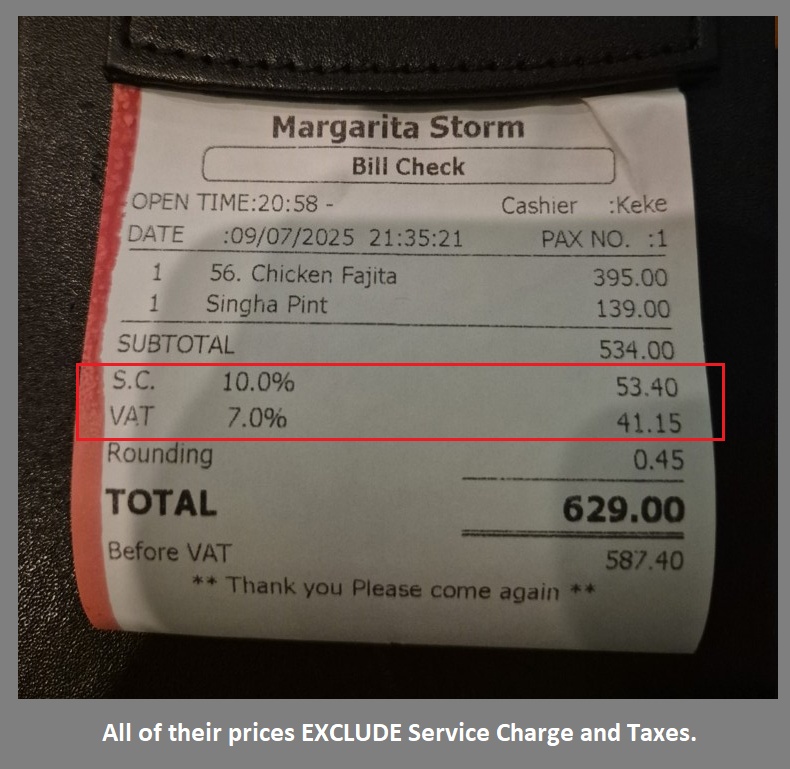 Margarita Storm
Bill Check
OPEN TIME:20:58 - Cashier :Keke
DATE :09/07/2025 21:35:21 PAX NO. :1
1 56. Chicken Fajita 395.00
1 Singha Pint 139.00
SUBTOTAL 534.00
S.C. 10.0% 53.40
VAT 7.0% 41.15
Rounding 0.45
TOTAL 629.00
Before VAT 587.40
** Thank you Please come again **
All of their prices EXCLUDE Service Charge and Taxes.